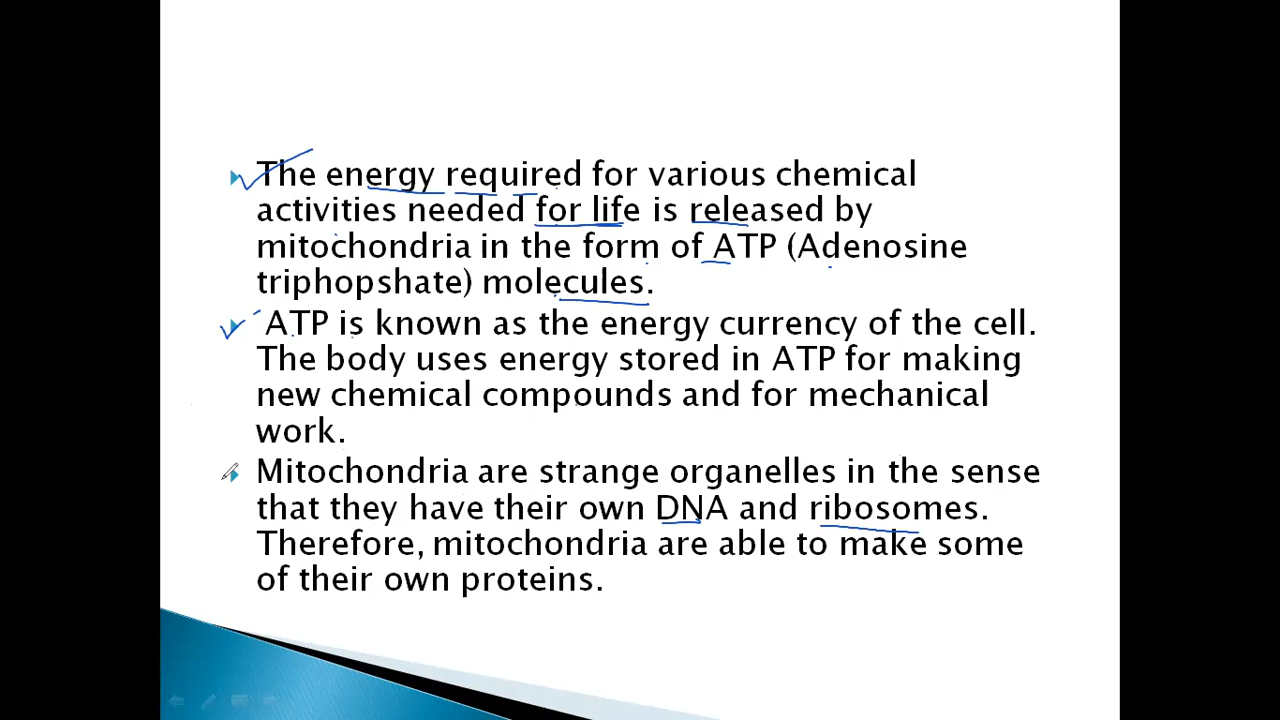 The energy required for various chemical
activities needed for life is released by
mitochondria in the form of ATP (Adenosine
triphopshate) molecules.
ATP is known as the energy currency of the cell.
The body uses energy stored in ATP for making
new chemical compounds and for mechanical
work.
Mitochondria are strange organelles in the sense
that they have their own DNA and ribosomes.
Therefore, mitochondria are able to make some
of their own proteins.